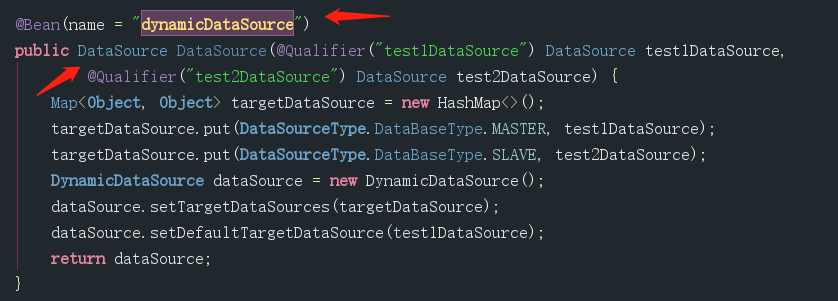 @Bean(name = "dynamicDataSource")
public DataSource DataSource(@Qualifier("test1DataSource") DataSource test1DataSource,
@Qualifier("test2DataSource") DataSource test2DataSource) {
Map<Object, Object> targetDataSource = new HashMap<>();
targetDataSource.put(DataSourceType.DataBaseType.MASTER, test1DataSource);
targetDataSource.put(DataSourceType.DataBaseType.SLAVE, test2DataSource);
DynamicDataSource dataSource = new DynamicDataSource();
dataSource.setTargetDataSources(targetDataSource);
dataSource.setDefaultTargetDataSource(test1DataSource);
return dataSource;
}